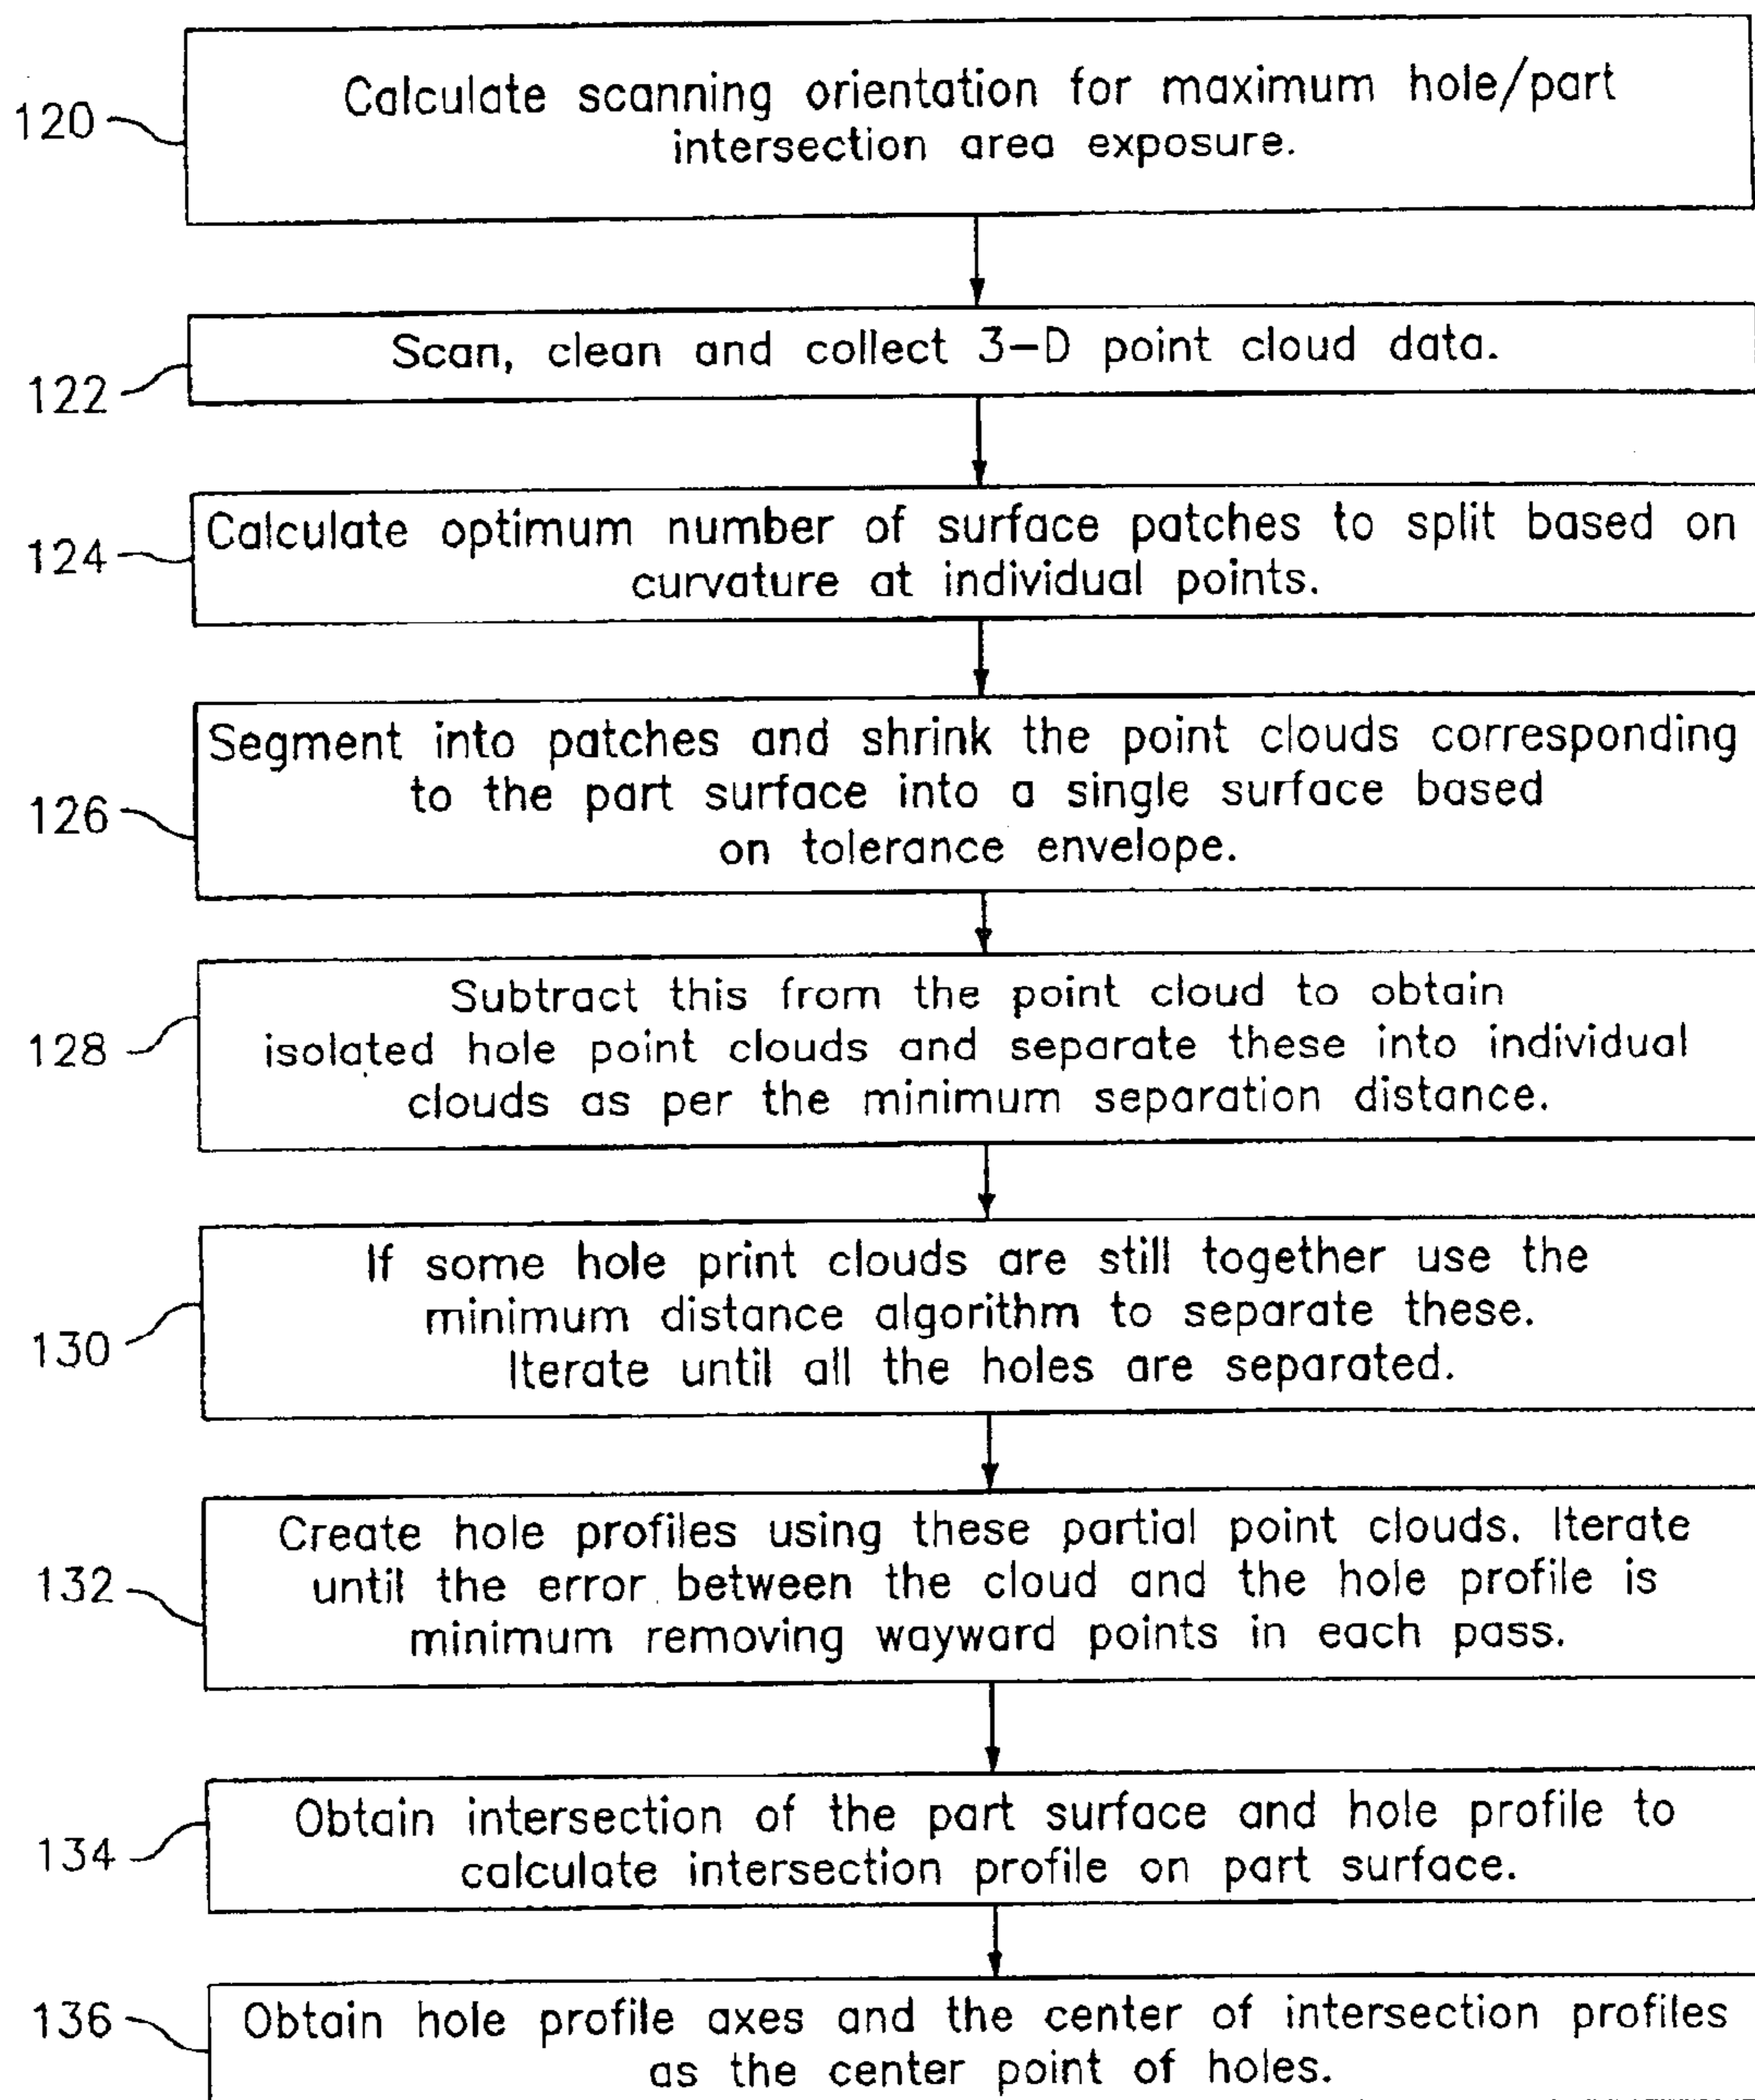 120
Calculate scanning orientation for maximum hole/part
intersection area exposure.
122
Scan, clean and collect 3-D point cloud data.
124
Calculate optimum number of surface patches to split based on
curvature at individual points.
126
Segment into patches and shrink the point clouds corresponding
to the part surface into a single surface based
on tolerance envelope.
128
Subtract this from the point cloud to obtain
isolated hole point clouds and separate these into individual
clouds as per the minimum separation distance.
130
If some hole print clouds are still together use the
minimum distance algorithm to separate these.
Iterate until all the holes are separated.
132
Create hole profiles using these partial point clouds. Iterate
until the error between the cloud and the hole profile is
minimum removing wayward points in each pass.
134
Obtain intersection of the part surface and hole profile to
calculate intersection profile on part surface.
136
Obtain hole profile axes and the center of intersection profiles
as the center point of holes.